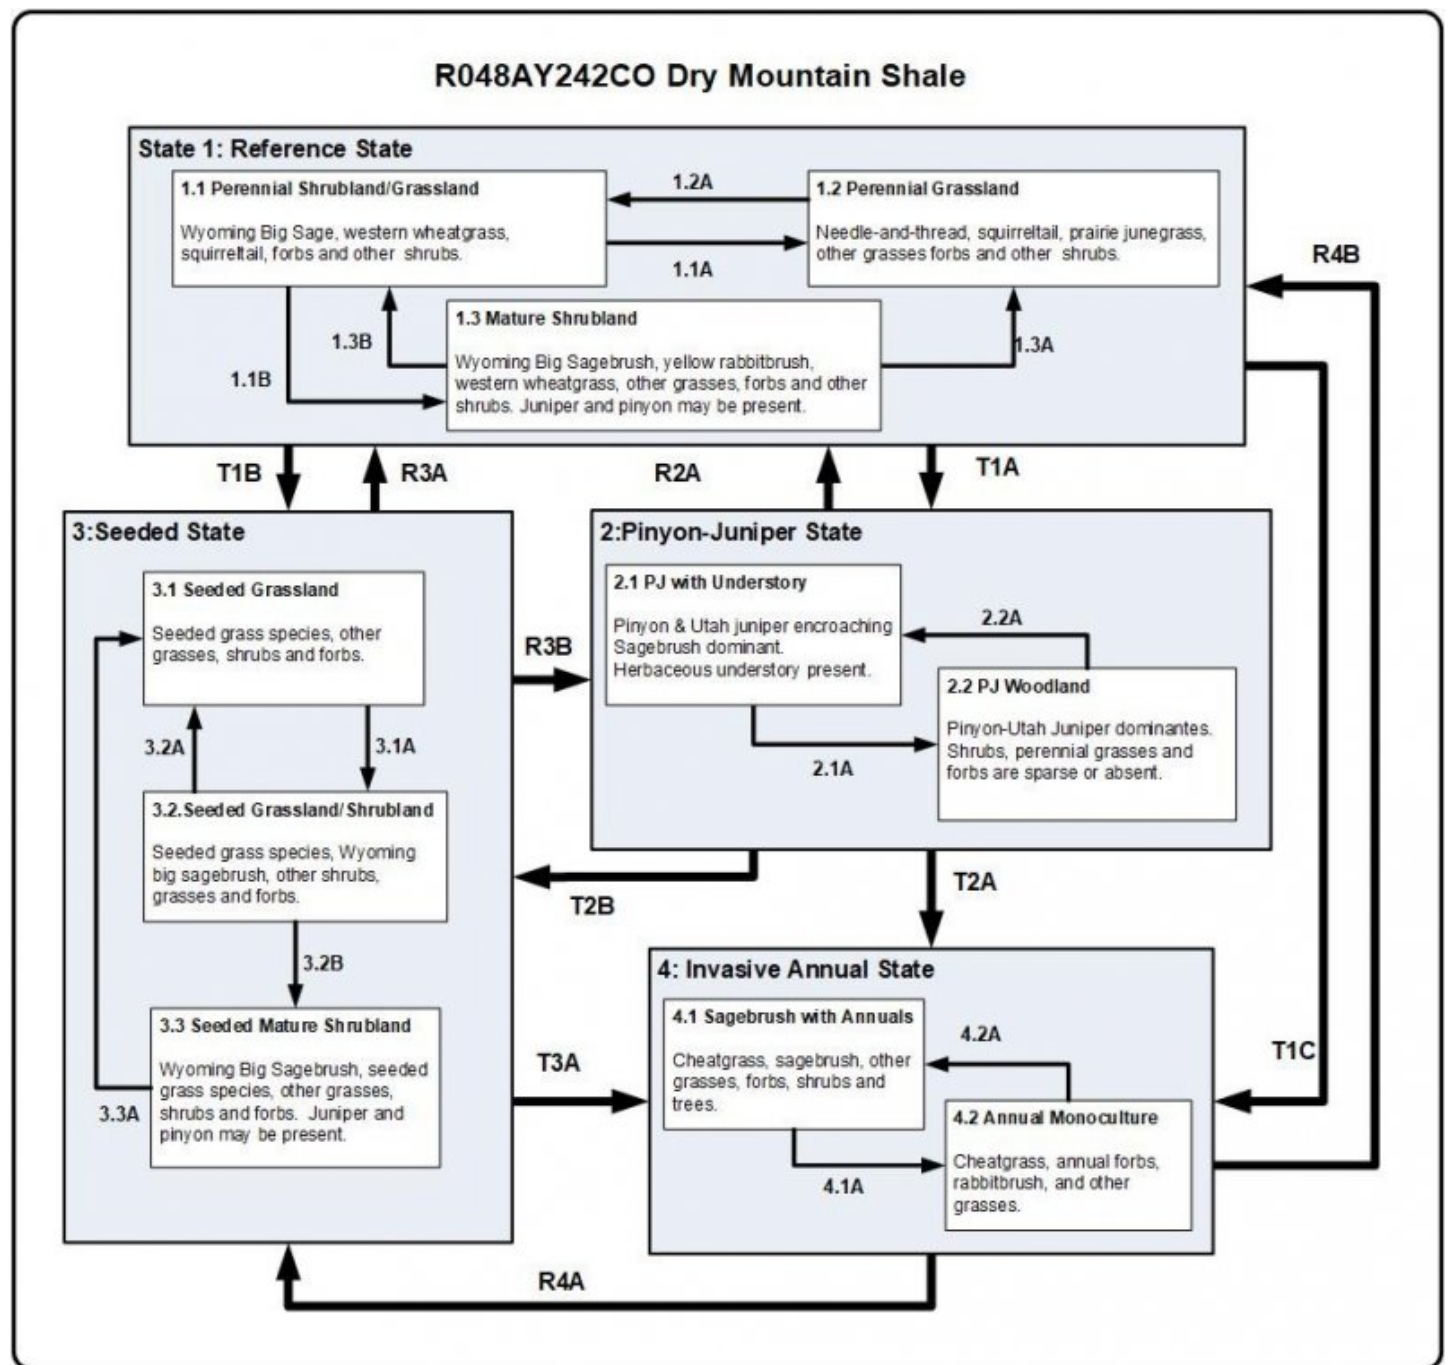 R048AY242CO Dry Mountain Shale
State 1: Reference State
1.1 Perennial Shrubland/Grassland
Wyoming Big Sage, western wheatgrass,
squirreltail, forbs and other shrubs.
1.2A
1.1A
1.2 Perennial Grassland
Needle-and-thread, squirreltail, prairie junegrass,
other grasses forbs and other shrubs.
R4B
1.3B
1.1B
1.3 Mature Shrubland
Wyoming Big Sagebrush, yellow rabbitbrush,
western wheatgrass, other grasses, forbs and other
shrubs. Juniper and pinyon may be present.
1.3A
T1B
R3A
R2A
T1A
3:Seeded State
3.1 Seeded Grassland
Seeded grass species, other
grasses, shrubs and forbs.
3.2A
3.1A
3.2.Seeded Grassland/Shrubland
Seeded grass species, Wyoming
big sagebrush, other shrubs,
grasses and forbs.
3.2B
3.3 Seeded Mature Shrubland
Wyoming Big Sagebrush, seeded
grass species, other grasses,
shrubs and forbs. Juniper and
pinyon may be present.
3.3A
R3B
2:Pinyon-Juniper State
2.1 PJ with Understory
Pinyon & Utah juniper encroaching
Sagebrush dominant.
Herbaceous understory present.
2.2A
2.1A
2.2 PJ Woodland
Pinyon-Utah Juniper dominantes.
Shrubs, perennial grasses and
forbs are sparse or absent.
T2B
T2A
T3A
4: Invasive Annual State
4.1 Sagebrush with Annuals
Cheatgrass, sagebrush, other
grasses, forbs, shrubs and
trees.
4.2A
4.1A
4.2 Annual Monoculture
Cheatgrass, annual forbs,
rabbitbrush, and other
grasses.
T1C
R4A